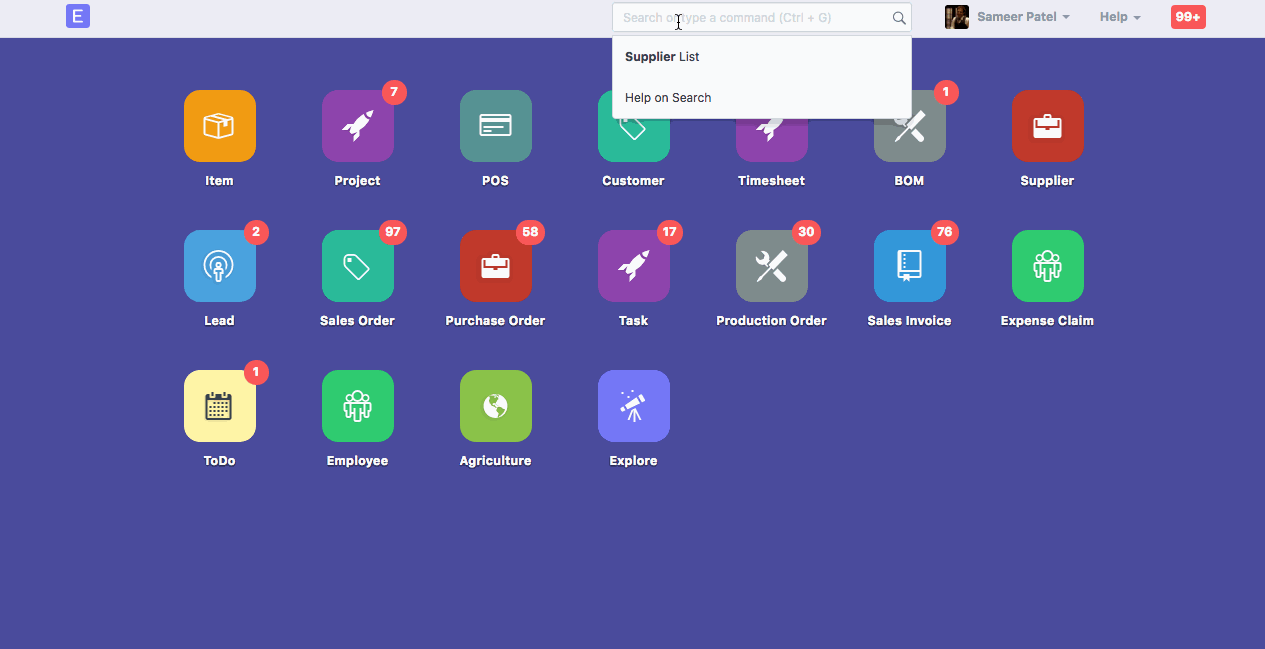 E
Search or type a command (Ctrl + G)
Sameer Patel
Help
99+
Supplier List
Help on Search
7
1
Item
Project
POS
Customer
Timesheet
BOM
Supplier
2
97
58
17
30
76
Lead
Sales Order
Purchase Order
Task
Production Order
Sales Invoice
Expense Claim
1
ToDo
Employee
Agriculture
Explore